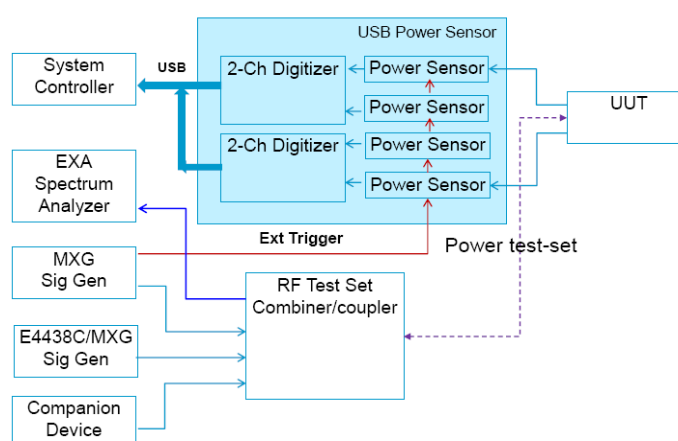 USB Power Sensor
System
Controller
USB
2-Ch Digitizer
Power Sensor
Power Sensor
UUT
2-Ch Digitizer
Power Sensor
Power Sensor
EXA
Spectrum
Analyzer
Ext Trigger
Power test-set
MXG
Sig Gen
RF Test Set
Combiner/coupler
E4438C/MXG
Sig Gen
Companion
Device